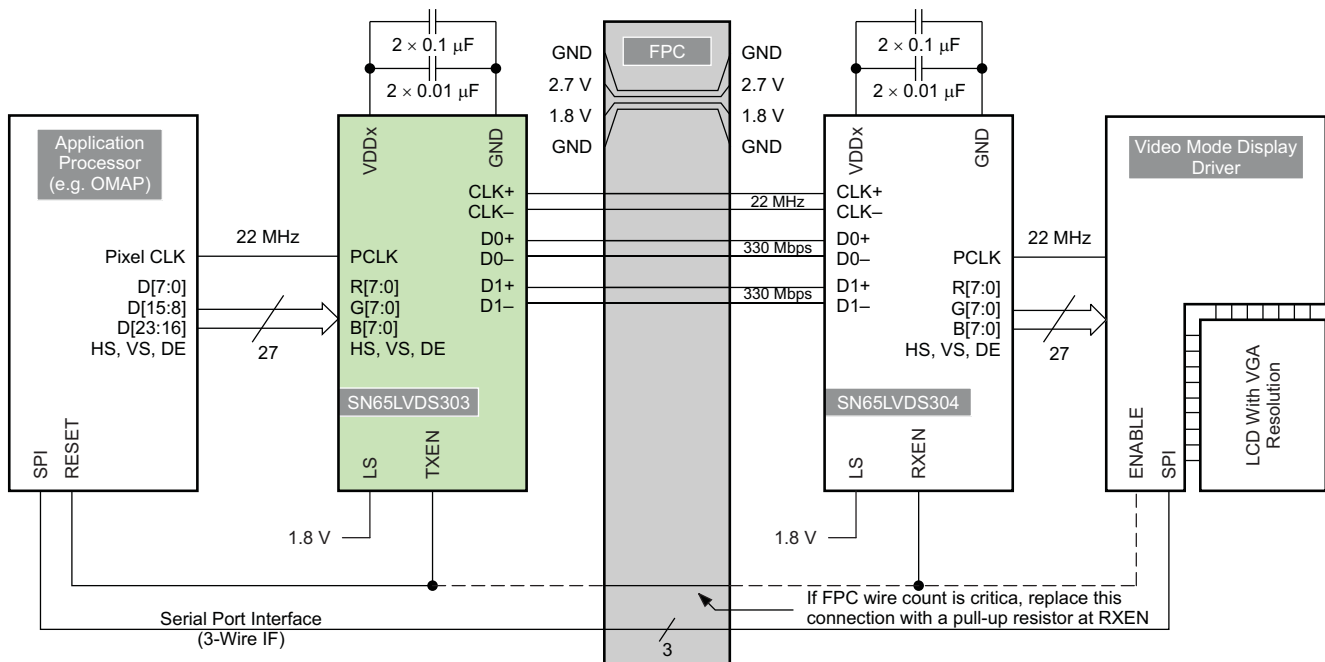 2 × 0.1 μF
2 × 0.01 μF
GND
2.7 V
1.8 V
GND
FPC
GND
2.7 V
1.8 V
GND
2 × 0.1 μF
2 × 0.01 μF
Application
Processor
(e.g. OMAP)
Pixel CLK
D[7:0]
D[15:8]
D[23:16]
HS, VS, DE
SPI
RESET
22 MHz
27
VDDx
GND
CLK+
CLK–
D0+
D0–
D1+
D1–
PCLK
R[7:0]
G[7:0]
B[7:0]
HS, VS, DE
SN65LVDS303
LS
TXEN
1.8 V
22 MHz
330 Mbps
330 Mbps
VDDx
GND
CLK+
CLK–
D0+
D0–
D1+
D1–
PCLK
R[7:0]
G[7:0]
B[7:0]
HS, VS, DE
SN65LVDS304
LS
RXEN
1.8 V
22 MHz
27
Video Mode Display
Driver
ENABLE
SPI
LCD With VGA
Resolution
If FPC wire count is critica, replace this
connection with a pull-up resistor at RXEN
Serial Port Interface
(3-Wire IF)
3